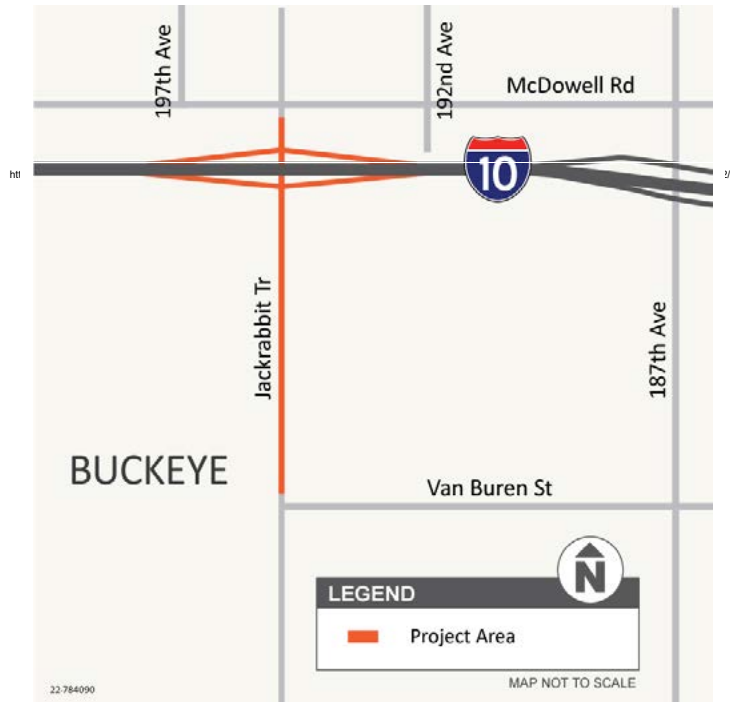 197th Ave
192nd Ave
McDowell Rd
10
Jackrabbit Tr
187th Ave
BUCKEYE
Van Buren St
N
LEGEND
Project Area
MAP NOT TO SCALE
22-784090